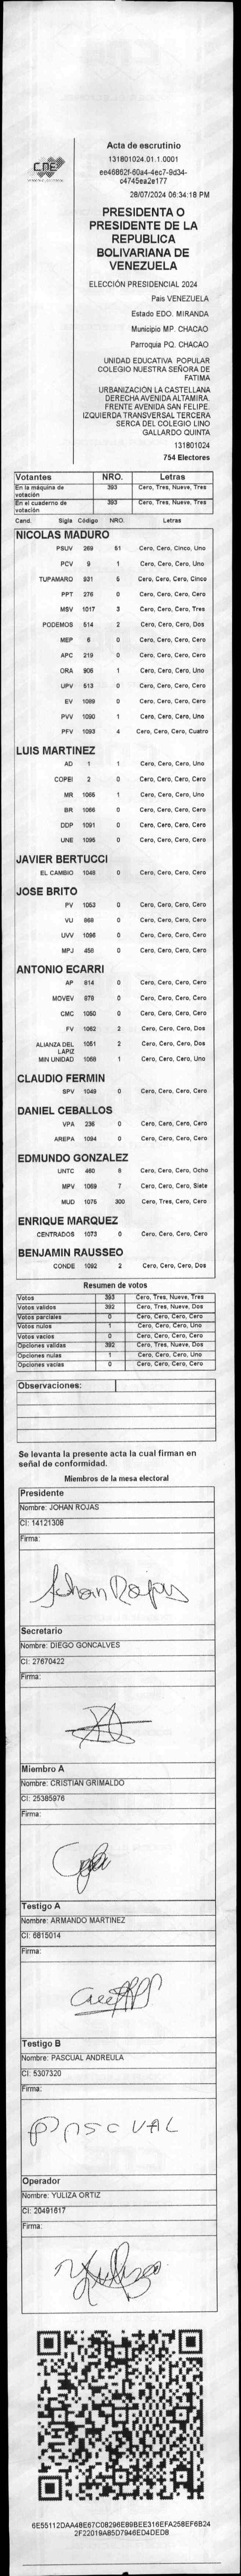 CNE
Acta de escrutinio
131801024.01.1.0001
ee46862f-60a4-4ec7-9d34-
c4745ea2e177
28/07/2024 06:34:18 PM
PRESIDENTA O
PRESIDENTE DE LA
REPUBLICA
BOLIVARIANA DE
VENEZUELA
ELECCIÓN PRESIDENCIAL 2024
Pais VENEZUELA
Estado EDO. MIRANDA
Municipio MP. CHACAO
Parroquia PQ. CHACAO
UNIDAD EDUCATIVA POPULAR
COLEGIO NUESTRA SEÑORA DE
FATIMA
URBANIZACIÓN LA CASTELLANA
DERECHA AVENIDA ALTAMIRA.
FRENTE AVENIDA SAN FELIPE.
IZQUIERDA TRANSVERSAL TERCERA
SERCA DEL COLEGIO LINO
GALLARDO QUINTA
131801024
754 Electores
Votantes NRO. Letras
En la máquina de votación 393 Cero, Tres, Nueve, Tres
En el cuaderno de votación 393 Cero, Tres, Nueve, Tres
Cand. Sigla Código NRO. Letras
NICOLAS MADURO
PSUV 269 51 Cero, Cero, Cinco, Uno
PCV 9 1 Cero, Cero, Cero, Uno
TUPAMARO 931 5 Cero, Cero, Cero, Cinco
PPT 276 0 Cero, Cero, Cero, Cero
MSV 1017 3 Cero, Cero, Cero, Tres
PODEMOS 514 2 Cero, Cero, Cero, Dos
MEP 6 0 Cero, Cero, Cero, Cero
APC 219 0 Cero, Cero, Cero, Cero
ORA 906 1 Cero, Cero, Cero, Uno
UPV 513 0 Cero, Cero, Cero, Cero
EV 1089 0 Cero, Cero, Cero, Cero
PVV 1090 1 Cero, Cero, Cero, Uno
PFV 1093 4 Cero, Cero, Cero, Cuatro
LUIS MARTINEZ
AD 1 1 Cero, Cero, Cero, Uno
COPEI 2 0 Cero, Cero, Cero, Cero
MR 1065 1 Cero, Cero, Cero, Uno
BR 1066 0 Cero, Cero, Cero, Cero
DDP 1091 0 Cero, Cero, Cero, Cero
UNE 1095 0 Cero, Cero, Cero, Cero
JAVIER BERTUCCI
EL CAMBIO 1048 0 Cero, Cero, Cero, Cero
JOSE BRITO
PV 1053 0 Cero, Cero, Cero, Cero
VU 868 0 Cero, Cero, Cero, Cero
UVV 1096 0 Cero, Cero, Cero, Cero
MPJ 458 0 Cero, Cero, Cero, Cero
ANTONIO ECARRI
AP 814 0 Cero, Cero, Cero, Cero
MOVEV 978 0 Cero, Cero, Cero, Cero
CMC 1050 0 Cero, Cero, Cero, Cero
FV 1062 2 Cero, Cero, Cero, Dos
ALIANZA DEL LAPIZ 1051 2 Cero, Cero, Cero, Dos
MIN UNIDAD 1068 1 Cero, Cero, Cero, Uno
CLAUDIO FERMIN
SPV 1049 0 Cero, Cero, Cero, Cero
DANIEL CEBALLOS
VPA 236 0 Cero, Cero, Cero, Cero
AREPA 1094 0 Cero, Cero, Cero, Cero
EDMUNDO GONZALEZ
UNTC 460 8 Cero, Cero, Cero, Ocho
MPV 1069 7 Cero, Cero, Cero, Siete
MUD 1075 300 Cero, Tres, Cero, Cero
ENRIQUE MARQUEZ
CENTRADOS 1073 0 Cero, Cero, Cero, Cero
BENJAMIN RAUSSEO
CONDE 1092 2 Cero, Cero, Cero, Dos
Resumen de votos
Votos 393 Cero, Tres, Nueve, Tres
Votos validos 392 Cero, Tres, Nueve, Dos
Votos parciales 0 Cero, Cero, Cero, Cero
Votos nulos 1 Cero, Cero, Cero, Uno
Votos vacios 0 Cero, Cero, Cero, Cero
Opciones validas 392 Cero, Tres, Nueve, Dos
Opciones nulas 1 Cero, Cero, Cero, Uno
Opciones vacias 0 Cero, Cero, Cero, Cero
Observaciones:
Se levanta la presente acta la cual firman en
señal de conformidad.
Miembros de la mesa electoral
Presidente
Nombre: JOHAN ROJAS
CI: 14121308
Firma:
Johan Rojas
Secretario
Nombre: DIEGO GONCALVES
CI: 27670422
Firma:
Miembro A
Nombre: CRISTIAN GRIMALDO
CI: 25385976
Firma:
Testigo A
Nombre: ARMANDO MARTINEZ
CI: 6815014
Firma:
Testigo B
Nombre: PASCUAL ANDREULA
CI: 5307320
Firma:
PASCUAL
Operador
Nombre: YULIZA ORTIZ
CI: 20491617
Firma:
Yuliza
6E55112DAA48E67C08296E89BEE316EFA258EF6B24
2F22019A85D7946ED4DED8